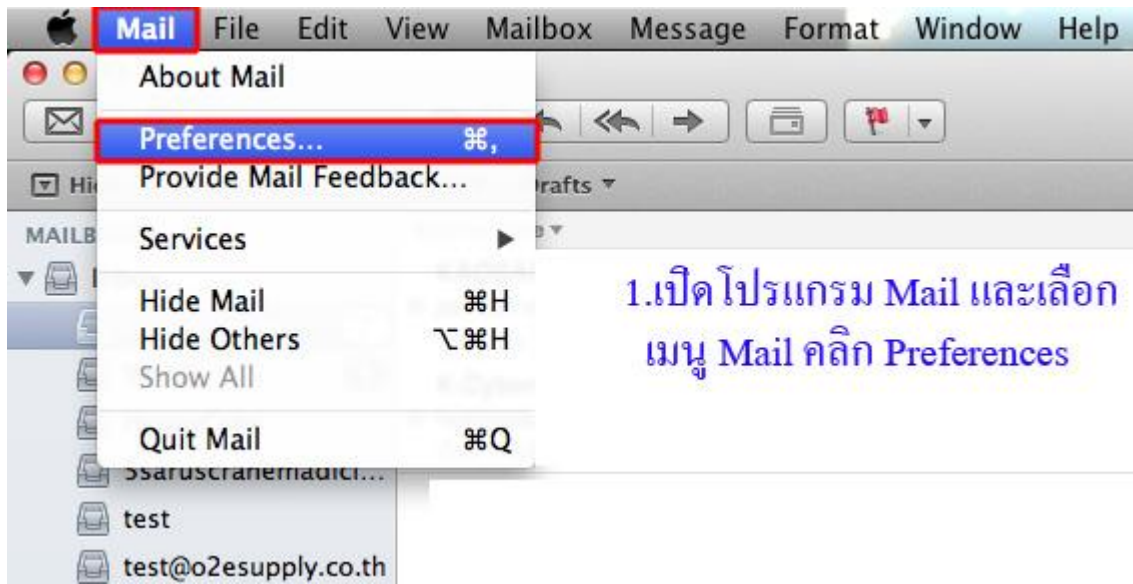 Mail File Edit View Mailbox Message Format Window Help
About Mail
Preferences... ⌘,
Provide Mail Feedback...
Drafts
MAILB
Services
Hide Mail ⌘H
Hide Others ⌥⌘H
Show All
Quit Mail ⌘Q
test
test@o2esupply.co.th
1.เปิดโปรแกรม Mail และเลือก
เมนู Mail คลิก Preferences